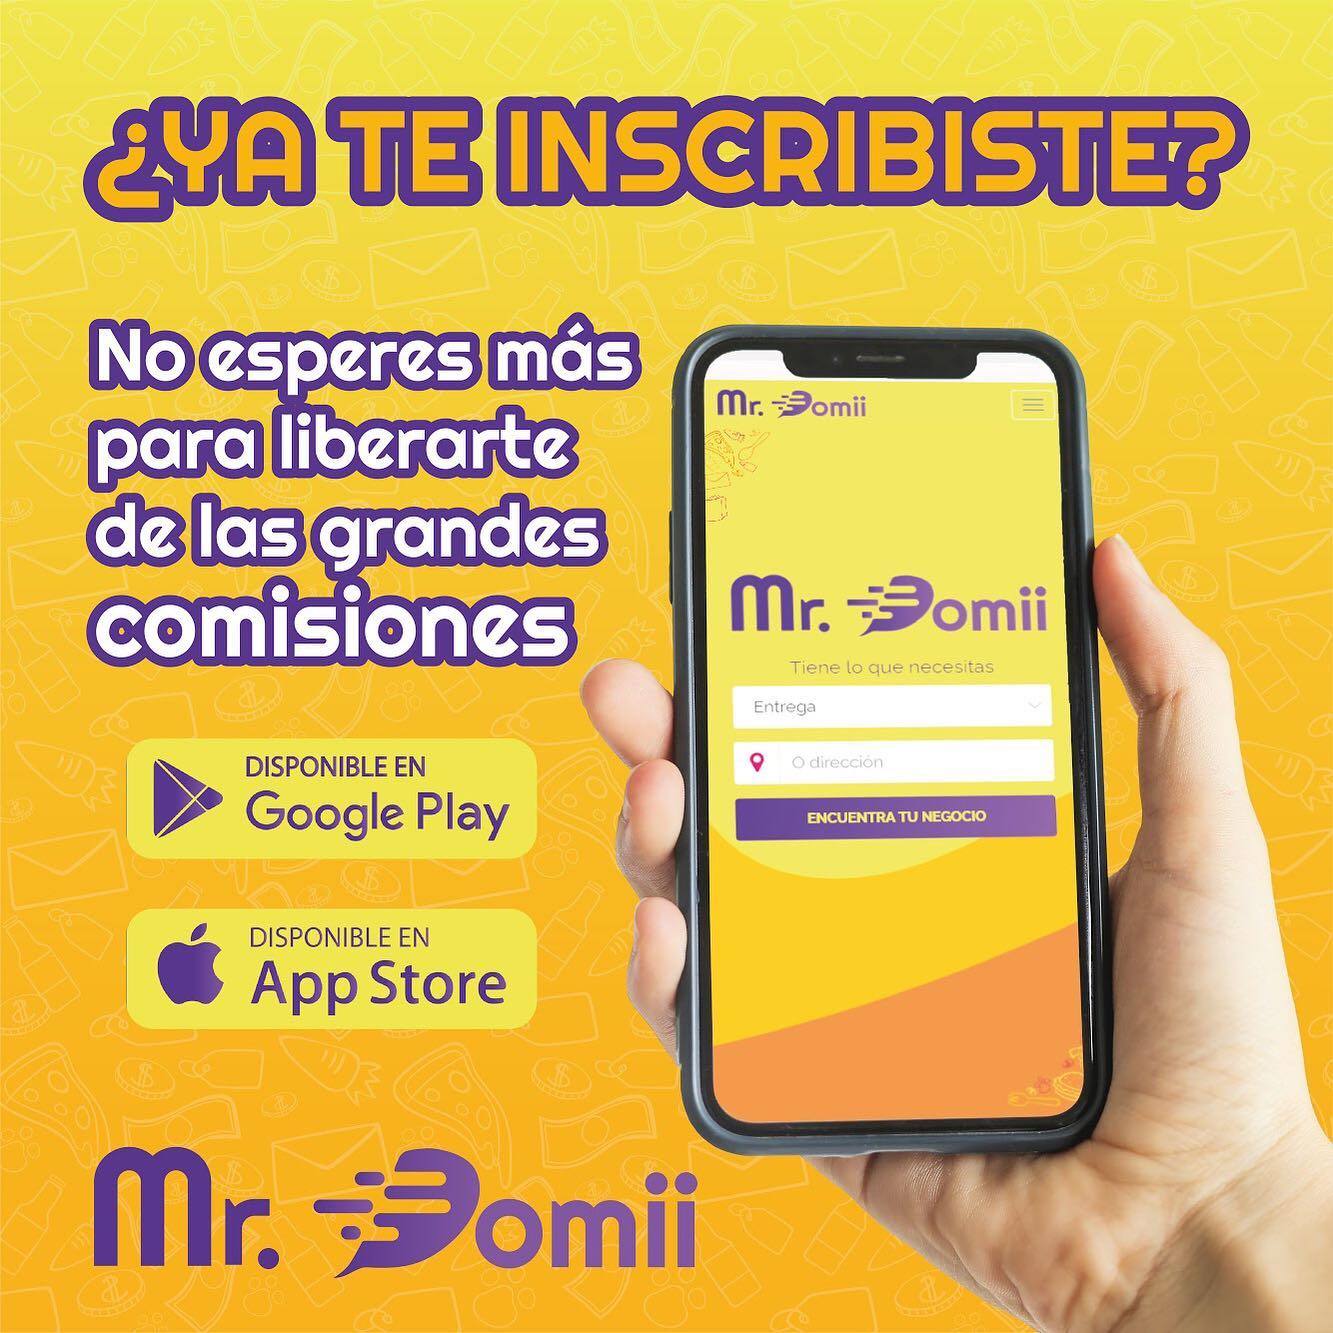 ¿YA TE INSCRIBISTE?
No esperes más
para liberarte
de las grandes
comisiones
DISPONIBLE EN
Google Play
DISPONIBLE EN
App Store
Mr. Domii
Mr. Domii
Mr. Domii
Tiene lo que necesitas
Entrega
O dirección
ENCUENTRA TU NEGOCIO